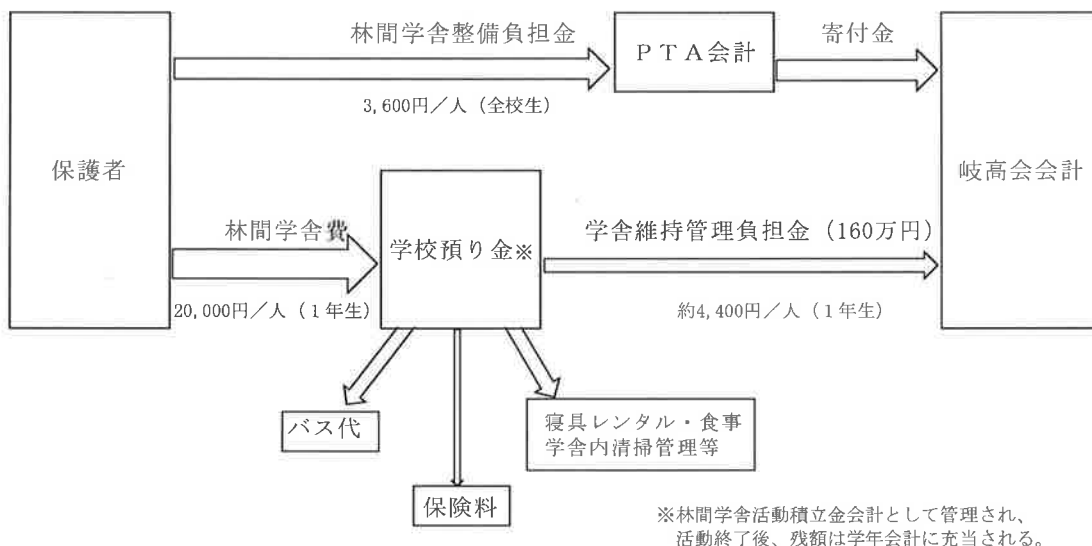 林間学舎整備負担金
PTA会計
寄付金
3,600円/人(全校生)
保護者
岐高会会計
林間学舎費
学校預り金※
学舎維持管理負担金(160万円)
20,000円/人(1年生)
約4,400円/人(1年生)
バス代
寝具レンタル・食事
学舎内清掃管理等
保険料
※林間学舎活動積立金会計として管理され、
活動終了後、残額は学年会計に充当される。